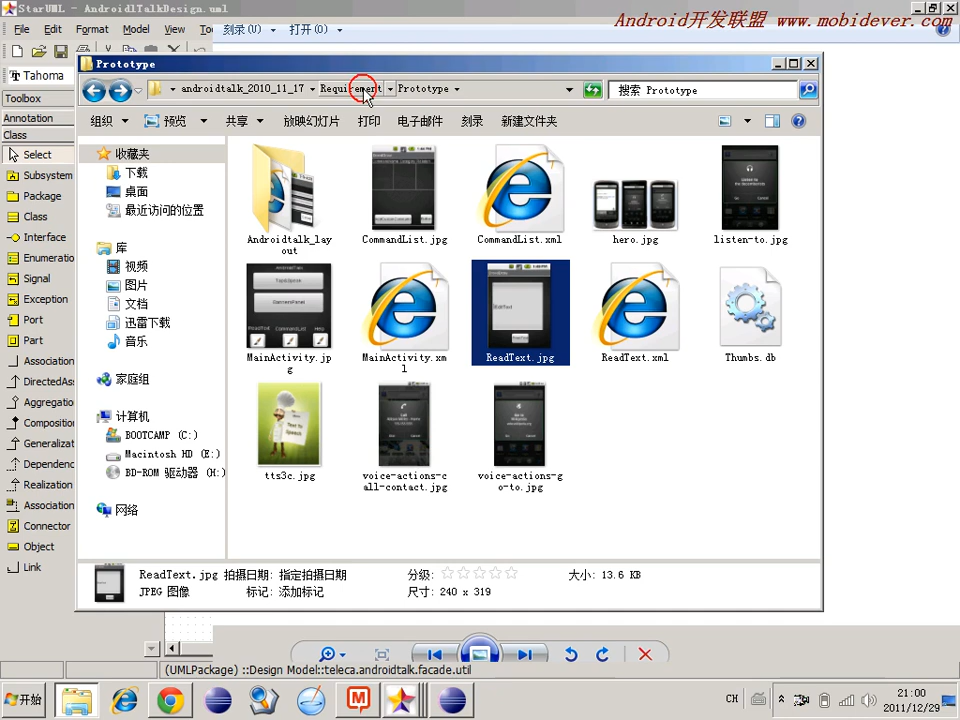 StarUML - AndroidlTalkDesign.uml
Android开发联盟 www.mobidever.com
File Edit Format Model View To 刻录(U) 打开(O)
Tahoma
Prototype
androidtalk_2010_11_17 Requirement Prototype
搜索 Prototype
组织 预览 共享 放映幻灯片 打印 电子邮件 刻录 新建文件夹
Toolbox
Annotation
Class
Select
Subsystem
Package
Class
Interface
Enumeratio
Signal
Exception
Port
Part
Association
DirectedAss
Aggregatio
Compositio
Generalizat
Dependenc
Realization
Association
Connector
Object
Link
收藏夹
下载
桌面
最近访问的位置
库
视频
图片
文档
迅雷下载
音乐
家庭组
计算机
BOOTCAMP (C:)
Macintosh HD (E:)
BD-ROM 驱动器 (H:)
网络
Androidtalk_lay
out
CommandList.jpg
CommandList.xml
hero.jpg
listen-to.jpg
MainActivity.jp
g
MainActivity.xm
l
ReadText.jpg
ReadText.xml
Thumbs.db
tts3c.jpg
voice-actions-c
all-contact.jpg
voice-actions-g
o-to.jpg
ReadText.jpg 拍摄日期: 指定拍摄日期 分级: 大小: 13.6 KB
JPEG 图像 标记: 添加标记 尺寸: 240 x 319
(UMLPackage) ::Design Model::teleca.androidtalk.facade.util
开始
CH
21:00
2011/12/29